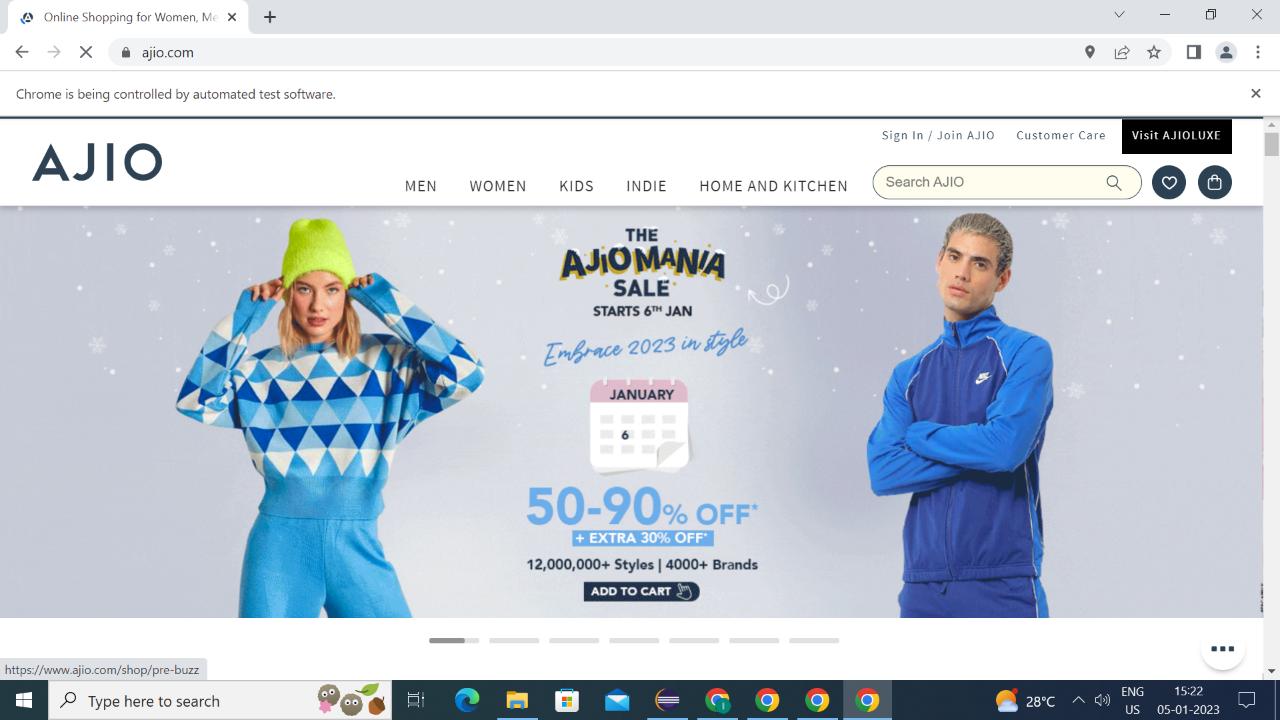 Online Shopping for Women, Me
ajio.com
Chrome is being controlled by automated test software.
Sign In / Join AJIO
Customer Care
Visit AJIOLUXE
AJIO
MEN
WOMEN
KIDS
INDIE
HOME AND KITCHEN
Search AJIO
THE
AJIOMANIA
SALE
STARTS 6TH JAN
Embrace 2023 in style
JANUARY
6
50-90% OFF*
+ EXTRA 30% OFF*
12,000,000+ Styles | 4000+ Brands
ADD TO CART
https://www.ajio.com/shop/pre-buzz
Type here to search
28°C
ENG
US
15:22
05-01-2023